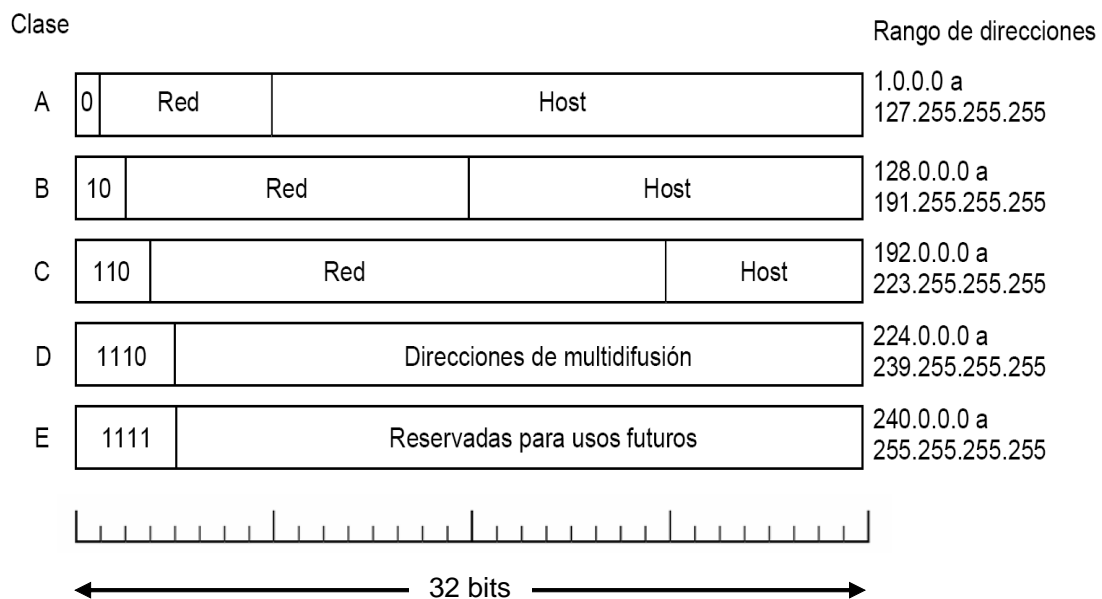 Clase
Rango de direcciones
A
0
Red
Host
1.0.0.0 a
127.255.255.255
B
10
Red
Host
128.0.0.0 a
191.255.255.255
C
110
Red
Host
192.0.0.0 a
223.255.255.255
D
1110
Direcciones de multidifusión
224.0.0.0 a
239.255.255.255
E
1111
Reservadas para usos futuros
240.0.0.0 a
255.255.255.255
32 bits